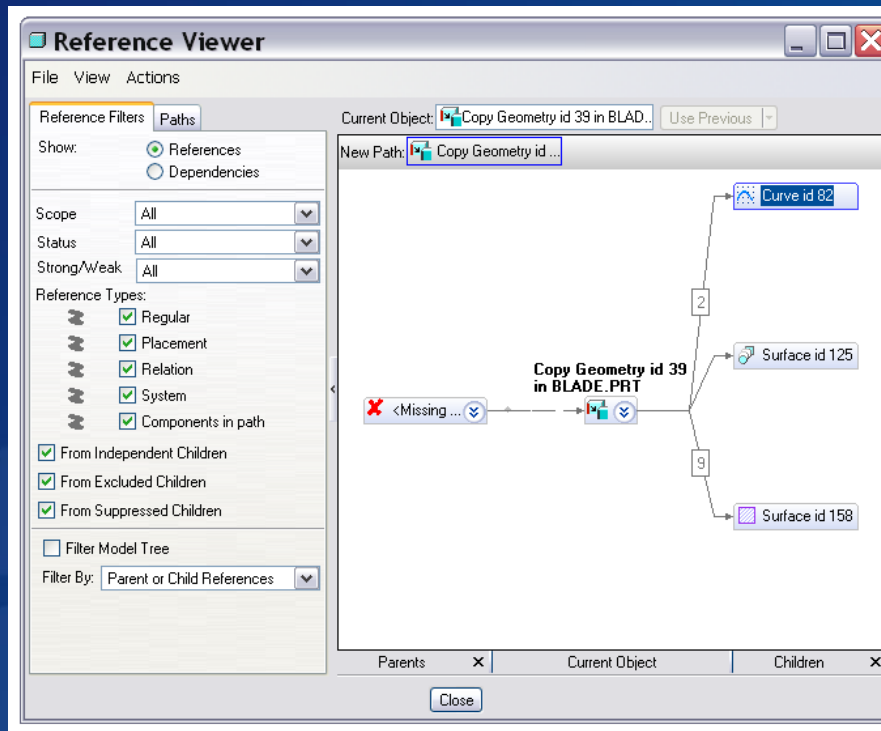 Reference Viewer
File View Actions
Reference Filters Paths
Current Object: Copy Geometry id 39 in BLAD... Use Previous
Show: References
Dependencies
New Path: Copy Geometry id ...
Scope All
Status All
Strong/Weak All
Reference Types:
Regular
Placement
Relation
System
Components in path
From Independent Children
From Excluded Children
From Suppressed Children
Filter Model Tree
Filter By: Parent or Child References
Curve id 82
2
Surface id 125
Copy Geometry id 39
in BLADE.PRT
<Missing ...
9
Surface id 158
Parents Current Object Children
Close